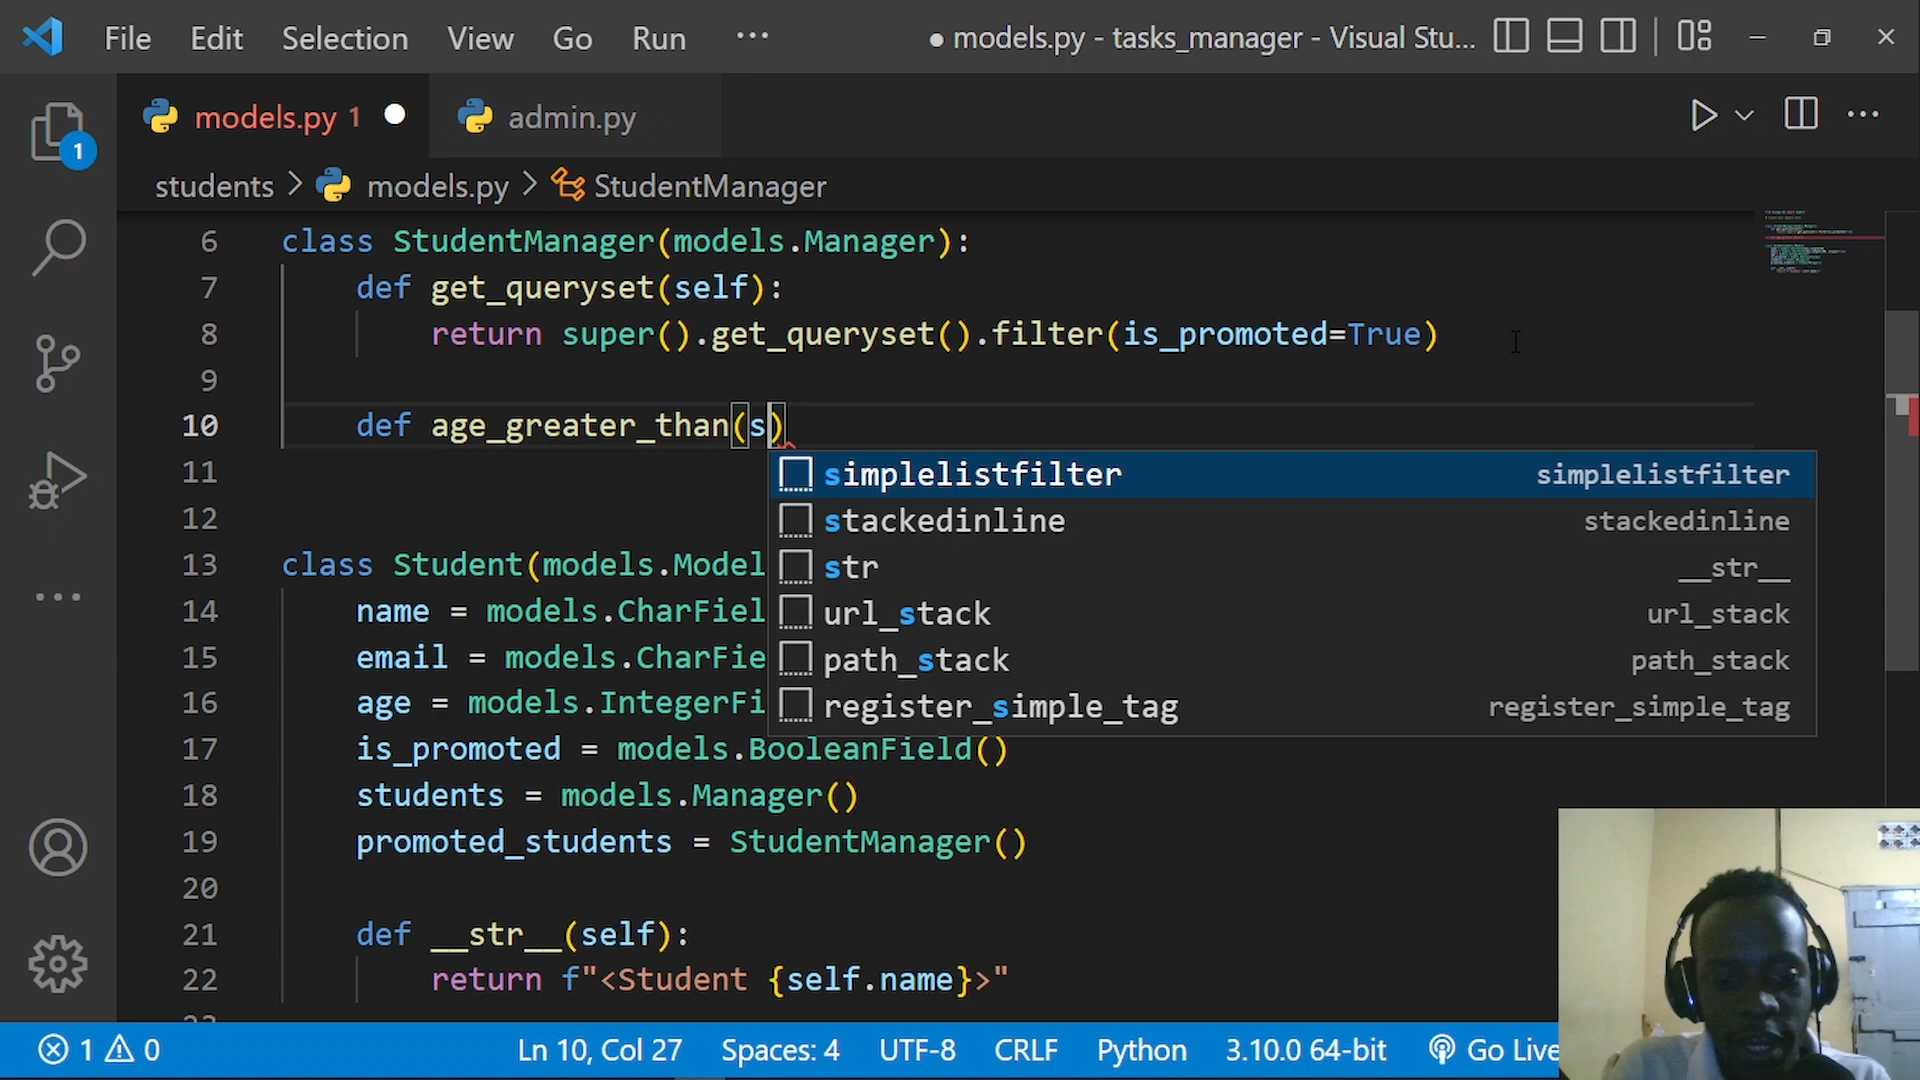 File Edit Selection View Go Run ··· ● models.py - tasks_manager - Visual Stu...
models.py 1 ● admin.py
1
students > models.py > StudentManager
6 class StudentManager(models.Manager):
7 def get_queryset(self):
8 return super().get_queryset().filter(is_promoted=True)
9
10 def age_greater_than(s)
11 simplelistfilter simplelistfilter
12 stackedinline stackedinline
13 class Student(models.Model str __str__
14 name = models.CharFiel url_stack url_stack
15 email = models.CharFie path_stack path_stack
16 age = models.IntegerFi register_simple_tag register_simple_tag
17 is_promoted = models.BooleanField()
18 students = models.Manager()
19 promoted_students = StudentManager()
20
21 def __str__(self):
22 return f"<Student {self.name}>"
1 0 Ln 10, Col 27 Spaces: 4 UTF-8 CRLF Python 3.10.0 64-bit Go Live